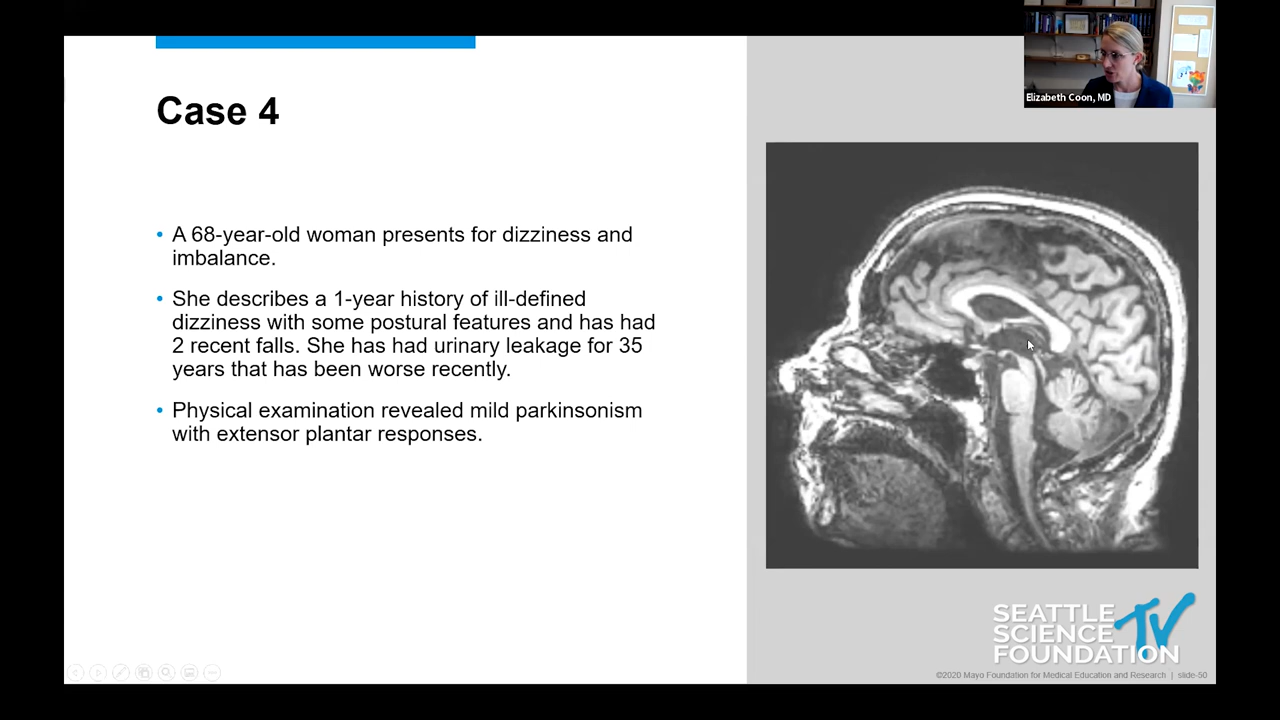 Elizabeth Coon, MD
Case 4
• A 68-year-old woman presents for dizziness and
imbalance.
• She describes a 1-year history of ill-defined
dizziness with some postural features and has had
2 recent falls. She has had urinary leakage for 35
years that has been worse recently.
• Physical examination revealed mild parkinsonism
with extensor plantar responses.
SEATTLE
SCIENCE
FOUNDATION
TV
©2020 Mayo Foundation for Medical Education and Research | slide-50